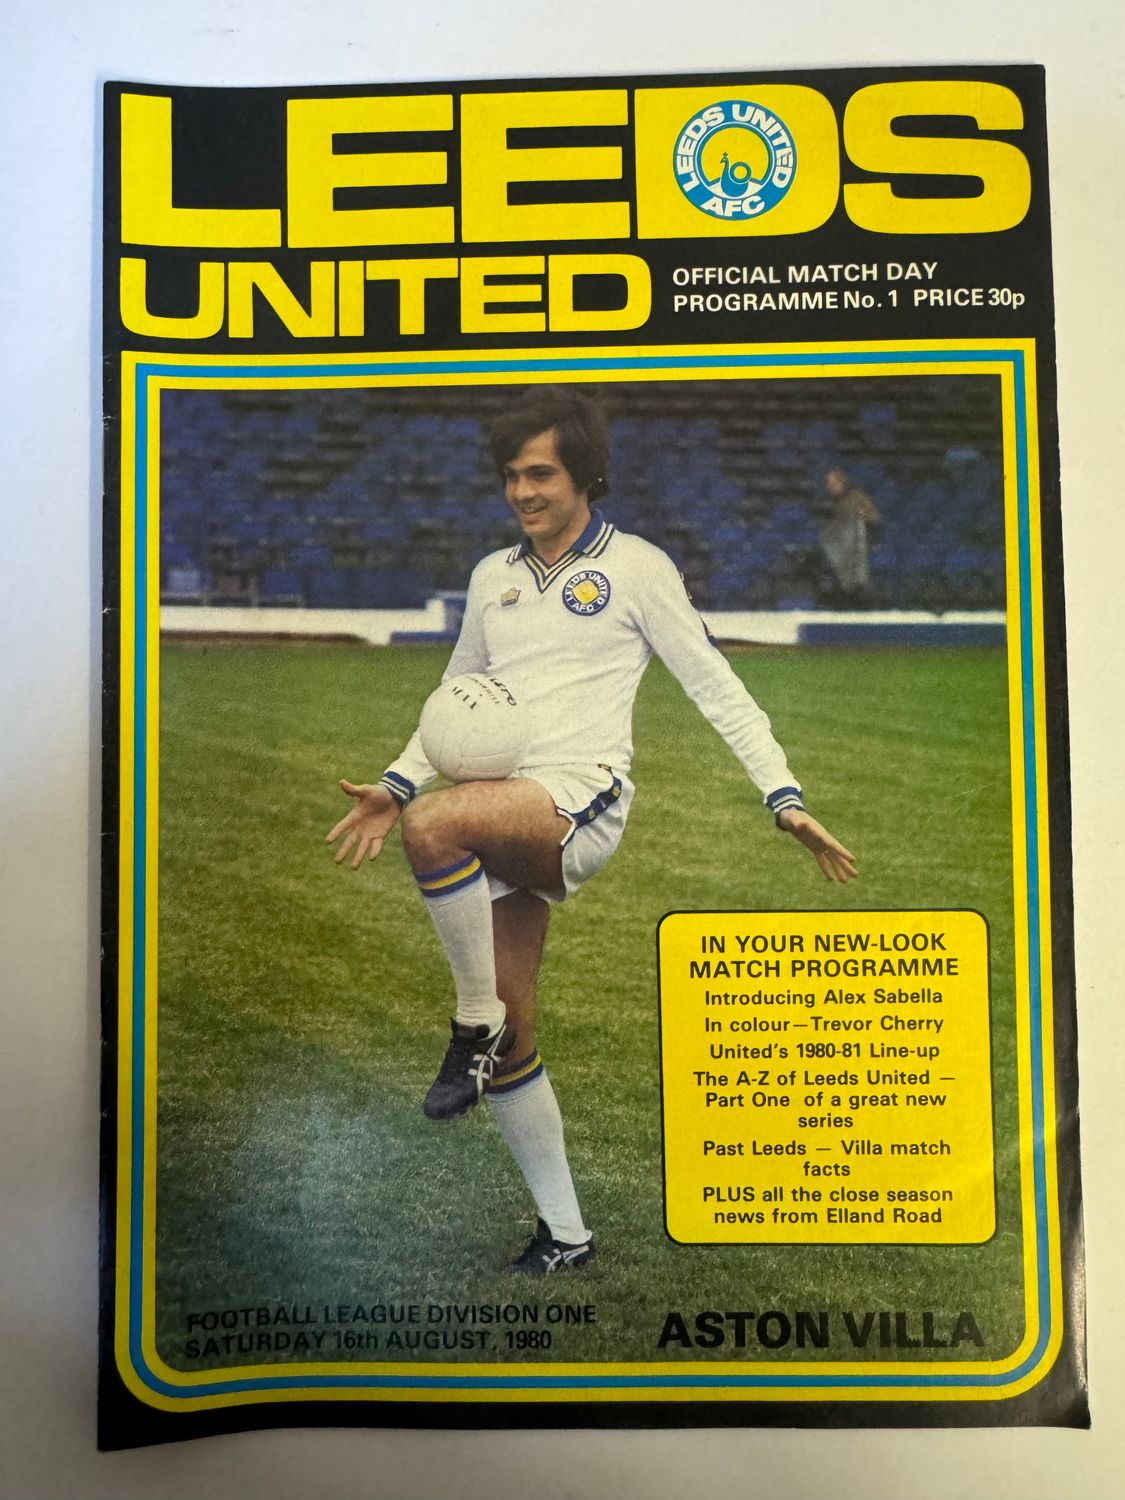 LEEDS
LEEDS UNITED
AFC
UNITED
OFFICIAL MATCH DAY
PROGRAMME No. 1 PRICE 30p
LEEDS UNITED
AFC
IN YOUR NEW-LOOK
MATCH PROGRAMME
Introducing Alex Sabella
In colour—Trevor Cherry
United's 1980-81 Line-up
The A-Z of Leeds United —
Part One of a great new
series
Past Leeds — Villa match
facts
PLUS all the close season
news from Elland Road
FOOTBALL LEAGUE DIVISION ONE
SATURDAY 16th AUGUST, 1980
ASTON VILLA